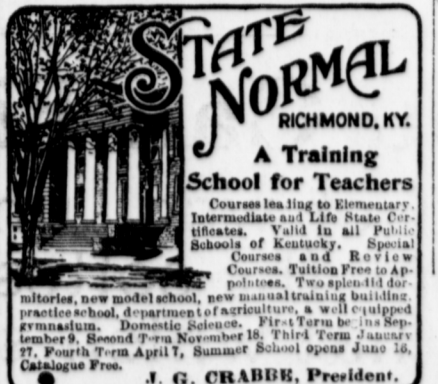 STATE
NORMAL
RICHMOND, KY.
A Training
School for Teachers
Courses leading to Elementary,
Intermediate and Life State Cer-
tificates. Valid in all Public
Schools of Kentucky. Special
Courses and Review
Courses. Tuition Free to Ap-
pointees. Two splendid dor-
mitories, new model school, new manual training building,
practice school, department of agriculture, a well equipped
gymnasium. Domestic Science. First Term begins Sep-
tember 9, Second Term November 18, Third Term January
27, Fourth Term April 7, Summer School opens June 16,
Catalogue Free.
J. G. CRABBE, President.